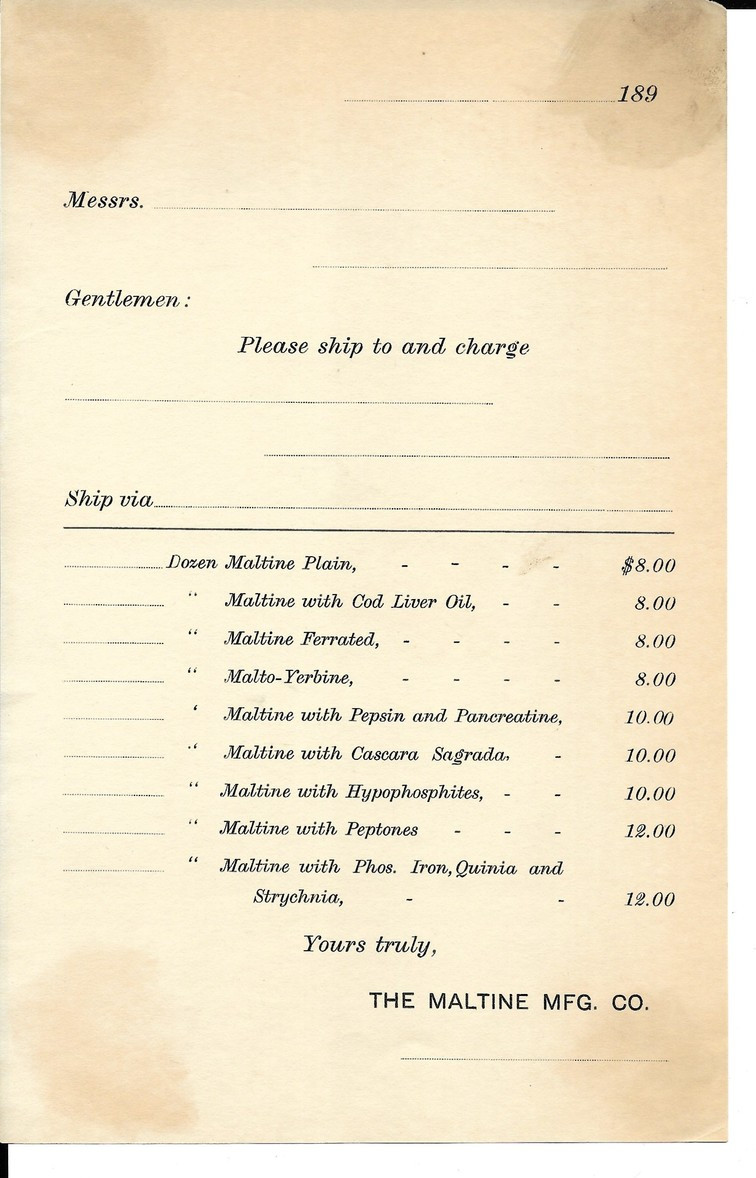 189
Messrs.
Gentlemen:
Please ship to and charge
Ship via
Dozen Maltine Plain, - - - - $8.00
" Maltine with Cod Liver Oil, - - 8.00
" Maltine Ferrated, - - - - 8.00
" Malto-Yerbine, - - - - 8.00
' Maltine with Pepsin and Pancreatine, 10.00
" Maltine with Cascara Sagrada, - 10.00
" Maltine with Hypophosphites, - - 10.00
" Maltine with Peptones - - - 12.00
" Maltine with Phos. Iron, Quinia and
Strychnia, - - 12.00
Yours truly,
THE MALTINE MFG. CO.